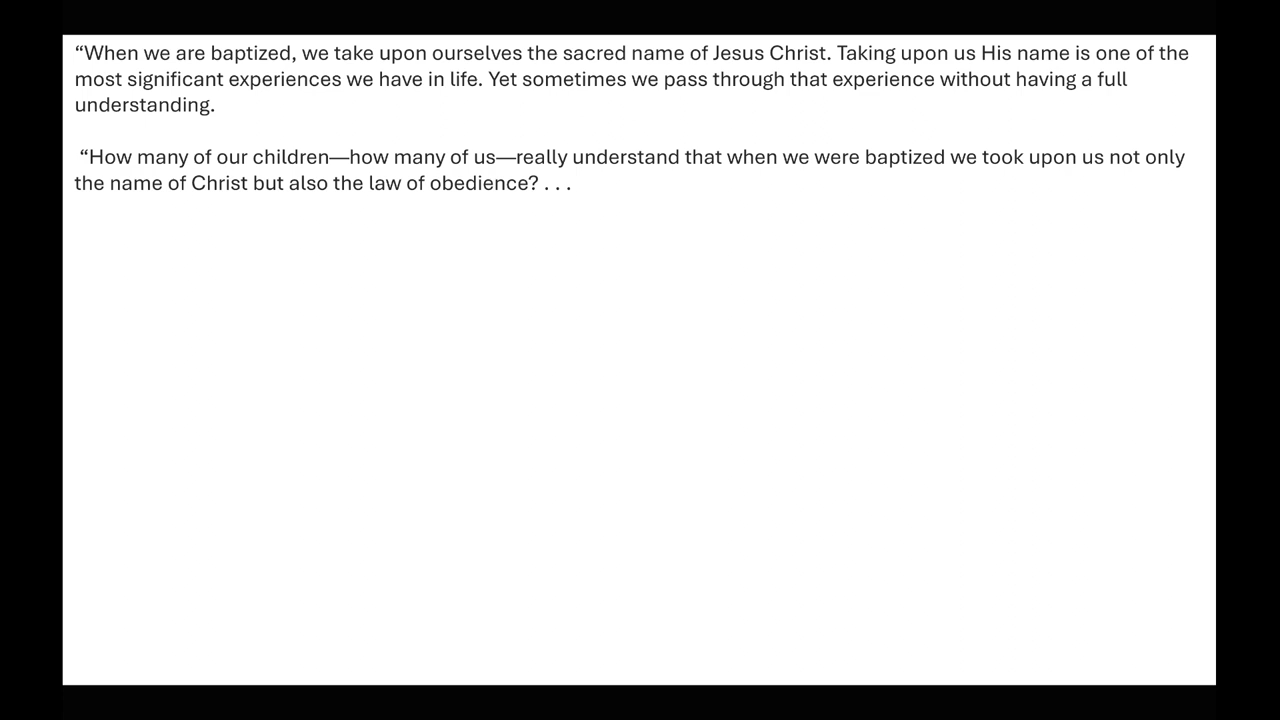 “When we are baptized, we take upon ourselves the sacred name of Jesus Christ. Taking upon us His name is one of the
most significant experiences we have in life. Yet sometimes we pass through that experience without having a full
understanding.
“How many of our children—how many of us—really understand that when we were baptized we took upon us not only
the name of Christ but also the law of obedience? . . .